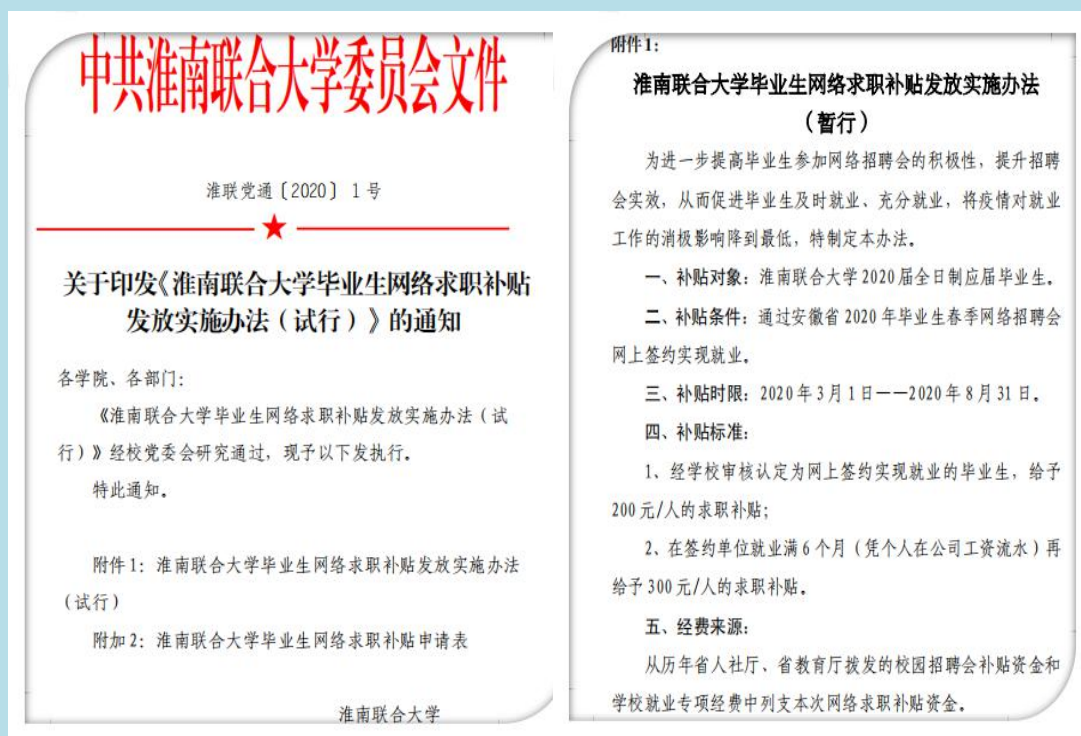 中共淮南联合大学委员会文件
淮联党通〔2020〕1号
关于印发《淮南联合大学毕业生网络求职补贴
发放实施办法（试行）》的通知
各学院、各部门：
《淮南联合大学毕业生网络求职补贴发放实施办法（试
行）》经校党委会研究通过，现予以下发执行。
特此通知。
附件1：淮南联合大学毕业生网络求职补贴发放实施办法
（试行）
附加2：淮南联合大学毕业生网络求职补贴申请表
淮南联合大学
附件1：
淮南联合大学毕业生网络求职补贴发放实施办法
（暂行）
为进一步提高毕业生参加网络招聘会的积极性，提升招聘
会实效，从而促进毕业生及时就业、充分就业，将疫情对就业
工作的消极影响降到最低，特制定本办法。
一、补贴对象：淮南联合大学2020届全日制应届毕业生。
二、补贴条件：通过安徽省2020年毕业生春季网络招聘会
网上签约实现就业。
三、补贴时限：2020年3月1日——2020年8月31日。
四、补贴标准：
1、经学校审核认定为网上签约实现就业的毕业生，给予
200元/人的求职补贴；
2、在签约单位就业满6个月（凭个人在公司工资流水）再
给予300元/人的求职补贴。
五、经费来源：
从历年省人社厅、省教育厅拨发的校园招聘会补贴资金和
学校就业专项经费中列支本次网络求职补贴资金。